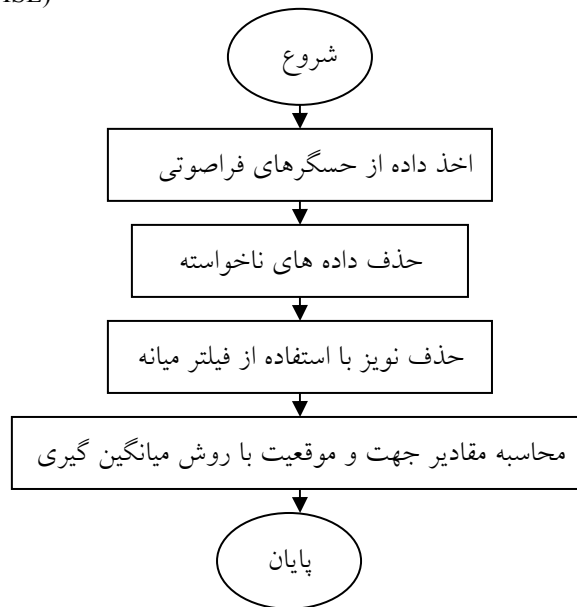 شروع
اخذ داده از حسگرهای فراصوتی
حذف داده های ناخواسته
حذف نویز با استفاده از فیلتر میانه
محاسبه مقادیر جهت و موقعیت با روش میانگین گیری
پایان